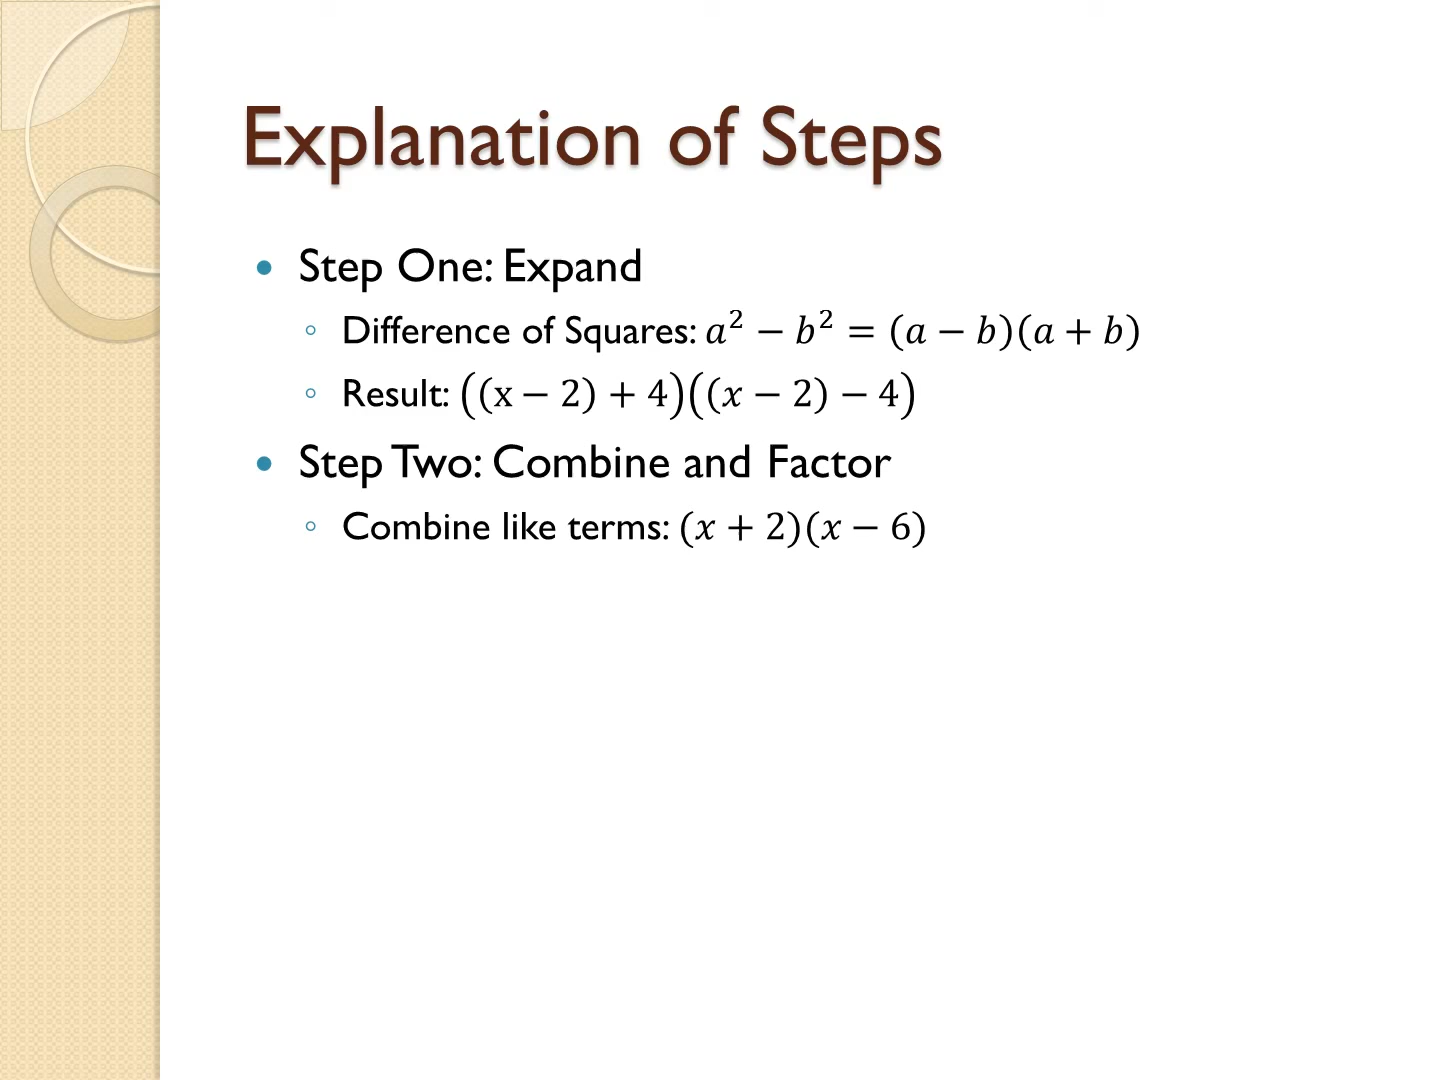 Explanation of Steps
• Step One: Expand
◦ Difference of Squares: 𝑎² − 𝑏² = (𝑎 − 𝑏)(𝑎 + 𝑏)
◦ Result: ((x − 2) + 4)((𝑥 − 2) − 4)
• Step Two: Combine and Factor
◦ Combine like terms: (𝑥 + 2)(𝑥 − 6)